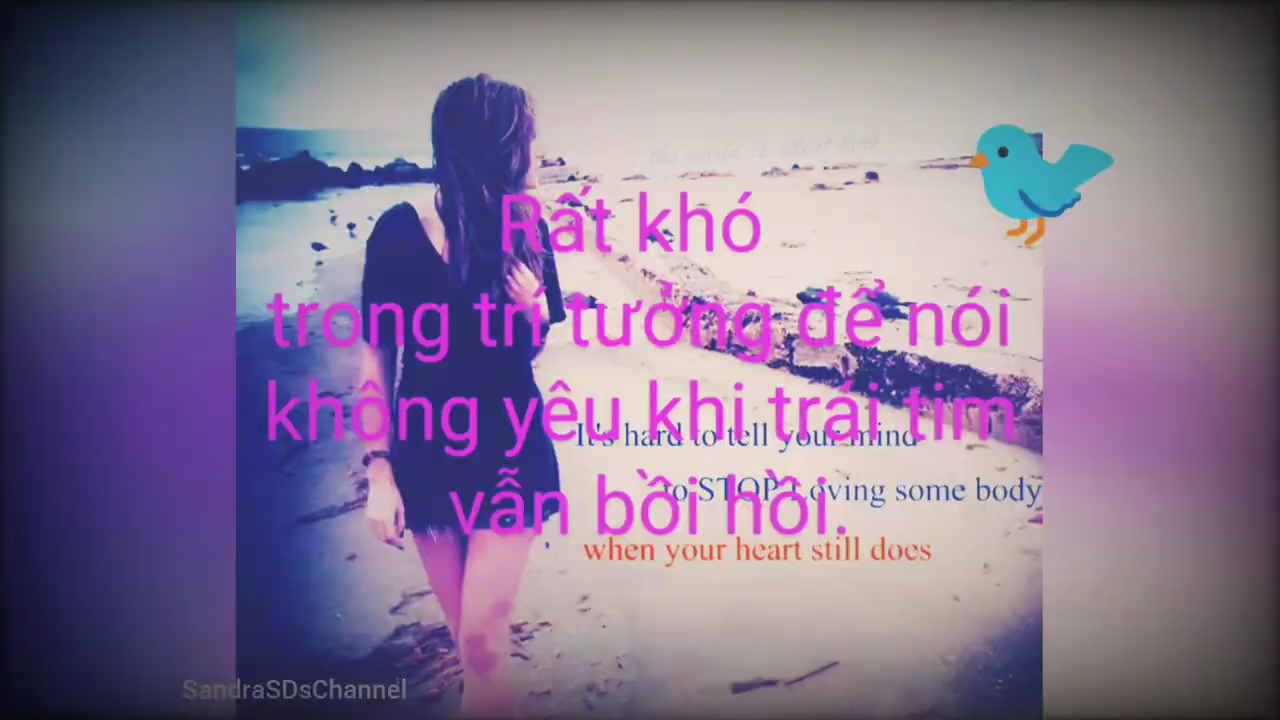 Rất khó
trong trí tưởng để nói
không yêu khi trái tim
vẫn bồi hồi.
It's hard to tell your mind
to STOP Loving some body
when your heart still does
SandraSDsChannel